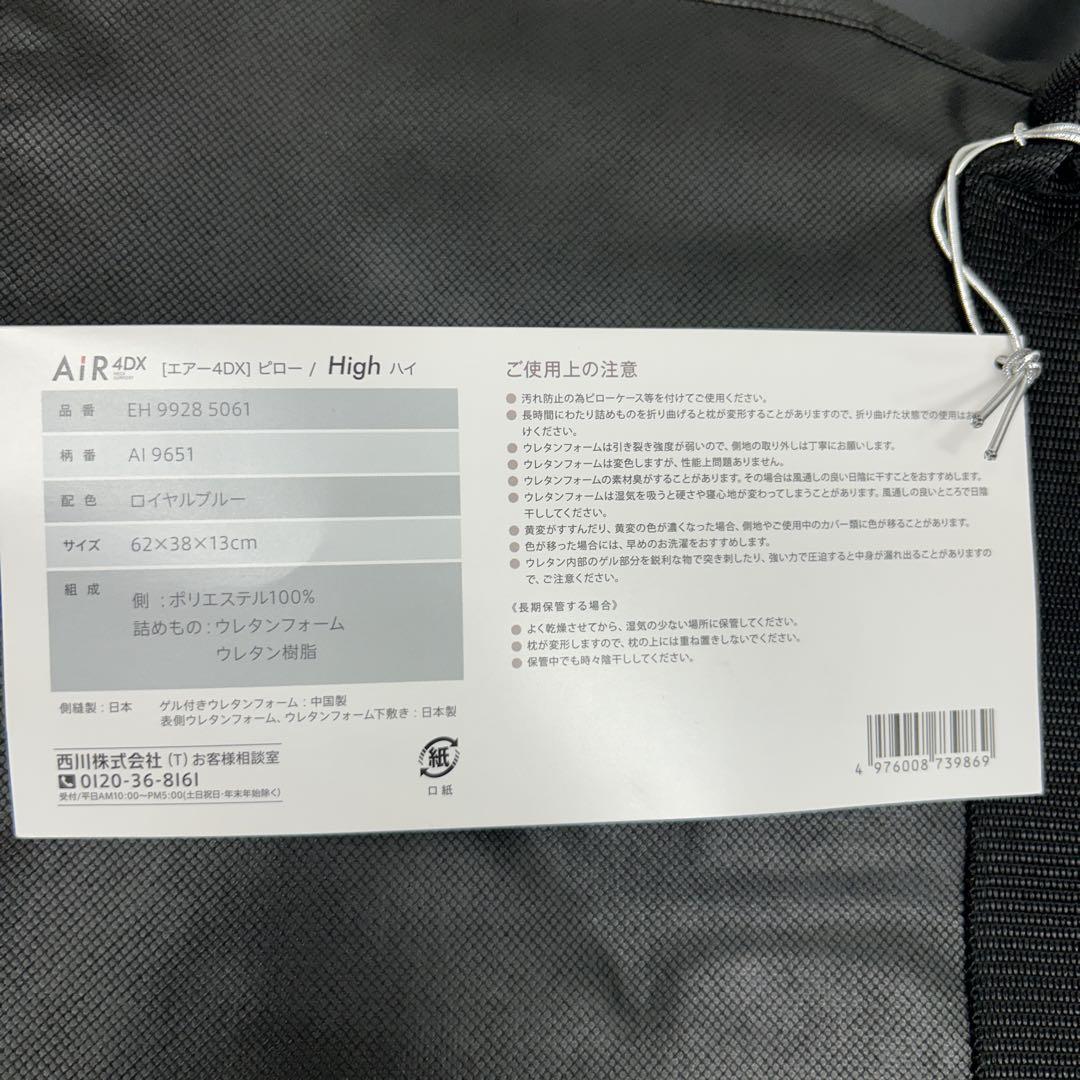 AiR 4DX NECK SUPPORT [エアー4DX] ピロー / High ハイ
品番 EH 9928 5061
柄番 AI 9651
配色 ロイヤルブルー
サイズ 62×38×13cm
組成 側 : ポリエステル100%
詰めもの : ウレタンフォーム
ウレタン樹脂
側縫製 : 日本 ゲル付きウレタンフォーム : 中国製
表側ウレタンフォーム、ウレタンフォーム下敷き : 日本製
西川株式会社 (T) お客様相談室
0120-36-8161
受付/平日AM10:00〜PM5:00(土日祝日・年末年始除く)
紙
口紙
ご使用上の注意
● 汚れ防止の為ピローケース等を付けてご使用ください。
● 長時間にわたり詰めものを折り曲げると枕が変形することがありますので、折り曲げた状態での使用はお
けください。
● ウレタンフォームは引き裂き強度が弱いので、側地の取り外しは丁寧にお願いします。
● ウレタンフォームは変色しますが、性能上問題ありません。
● ウレタンフォームの素材臭がすることがあります。その場合は風通しの良い日陰に干すことをおすすめします。
● ウレタンフォームは湿気を吸うと硬さや寝心地が変わってしまうことがあります。風通しの良いところで日陰
干ししてください。
● 黄変がすすんだり、黄変の色が濃くなった場合、側地やご使用中のカバー類に色が移ることがあります。
● 色が移った場合には、早めのお洗濯をおすすめします。
● ウレタン内部のゲル部分を鋭利な物で突き刺したり、強い力で圧迫すると中身が漏れ出ることがありますの
で、ご注意ください。
《長期保管する場合》
● よく乾燥させてから、湿気の少ない場所に保管してください。
● 枕が変形しますので、枕の上には重ね置きしないでください。
● 保管中でも時々陰干ししてください。
4 976008 739869